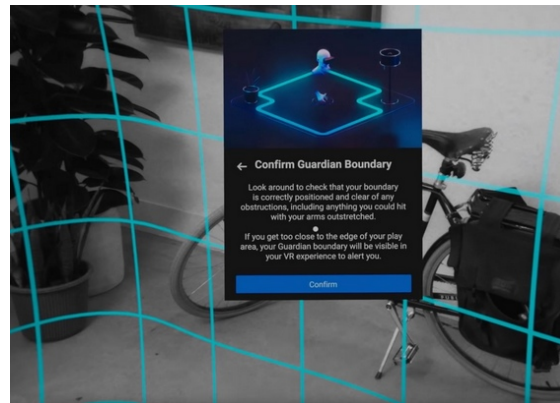 Confirm Guardian Boundary
Look around to check that your boundary
is correctly positioned and clear of any
obstructions, including anything you could hit
with your arms outstretched.
If you get too close to the edge of your play
area, your Guardian boundary will be visible in
your VR experience to alert you.
Confirm